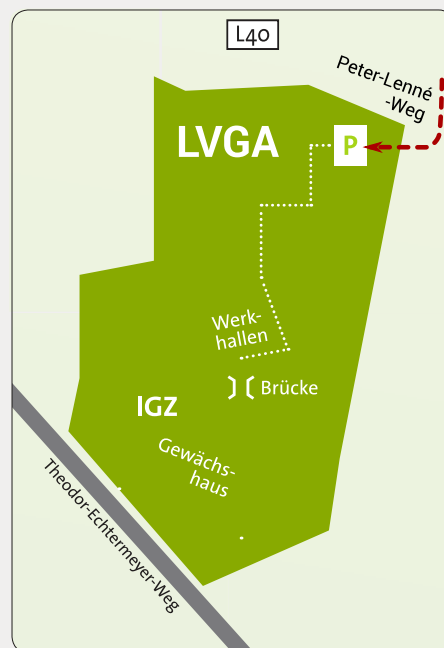 L40
Peter-Lenné
-Weg
LVGA
P
Werk-
hallen
Brücke
IGZ
Gewächs-
haus
Theodor-Echtermeyer-Weg